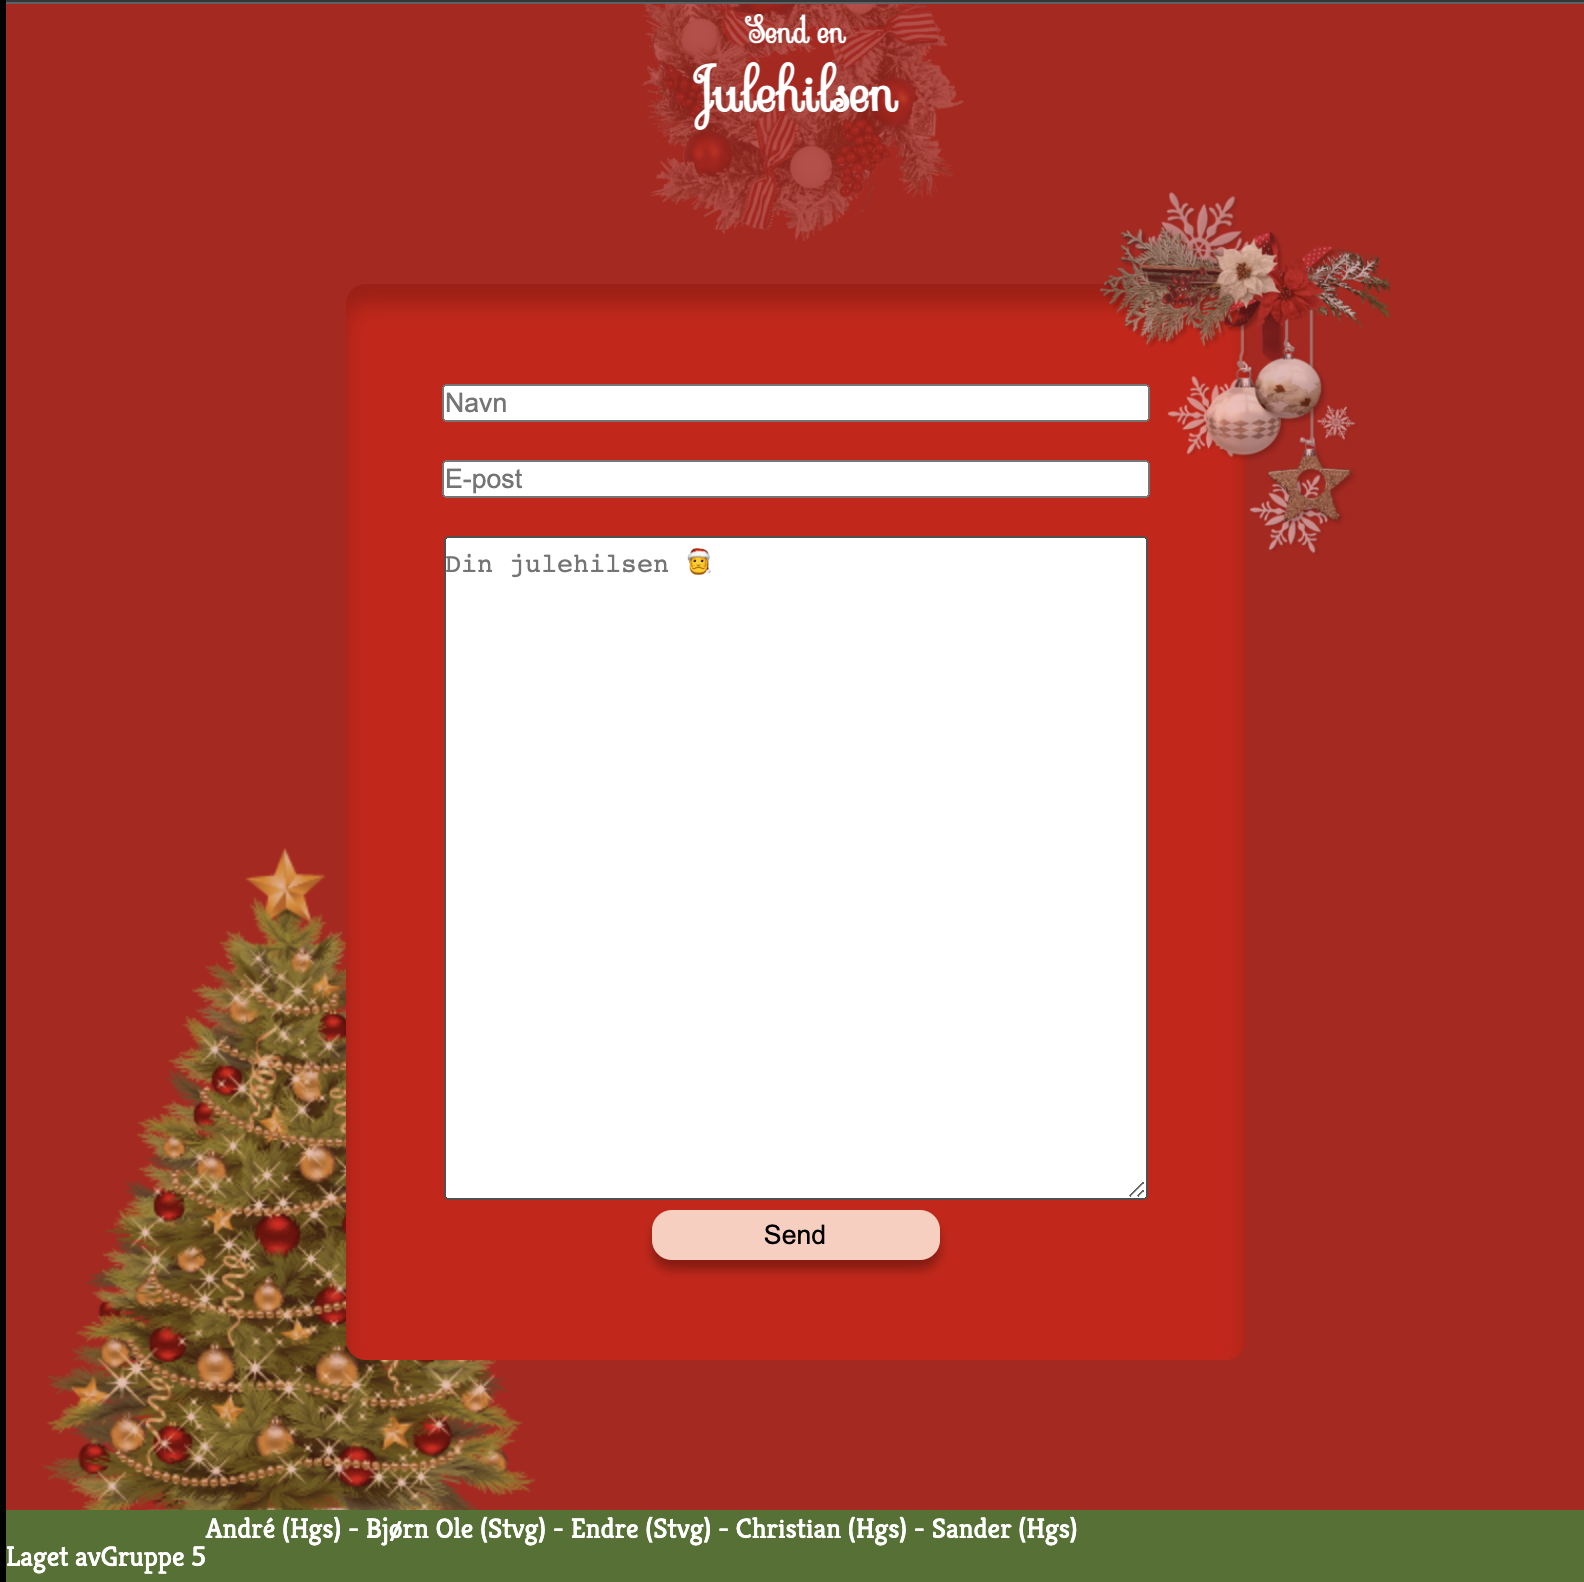 Send en
Julehilsen
Navn
E-post
Din julehilsen 🎅
Send
André (Hgs) - Bjørn Ole (Stvg) - Endre (Stvg) - Christian (Hgs) - Sander (Hgs)
Laget avGruppe 5